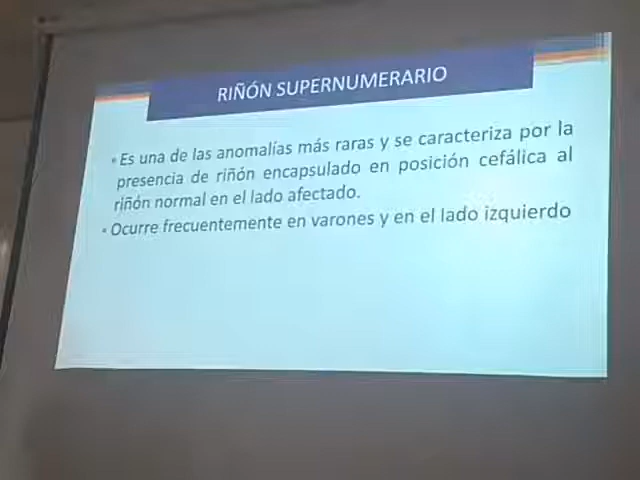 RIÑÓN SUPERNUMERARIO
• Es una de las anomalías más raras y se caracteriza por la
presencia de riñón encapsulado en posición cefálica al
riñón normal en el lado afectado.
• Ocurre frecuentemente en varones y en el lado izquierdo